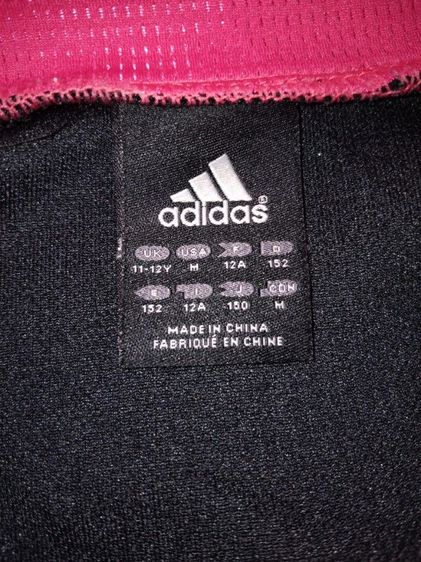 adidas®
UK USA F D
11-12Y M 12A 152
E I J CDN
152 12A 150 M
MADE IN CHINA
FABRIQUÉ EN CHINE